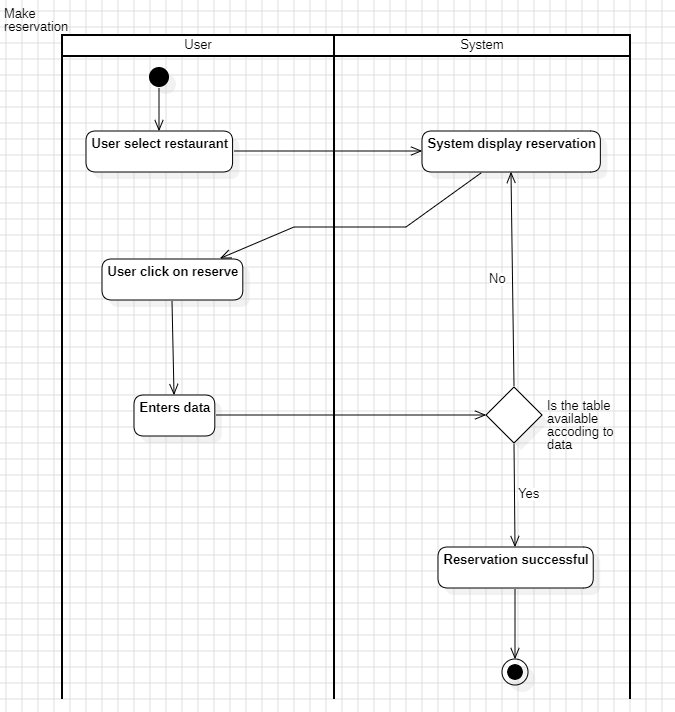 Make
reservation
User
System
User select restaurant
System display reservation
User click on reserve
No
Enters data
Is the table
available
accoding to
data
Yes
Reservation successful